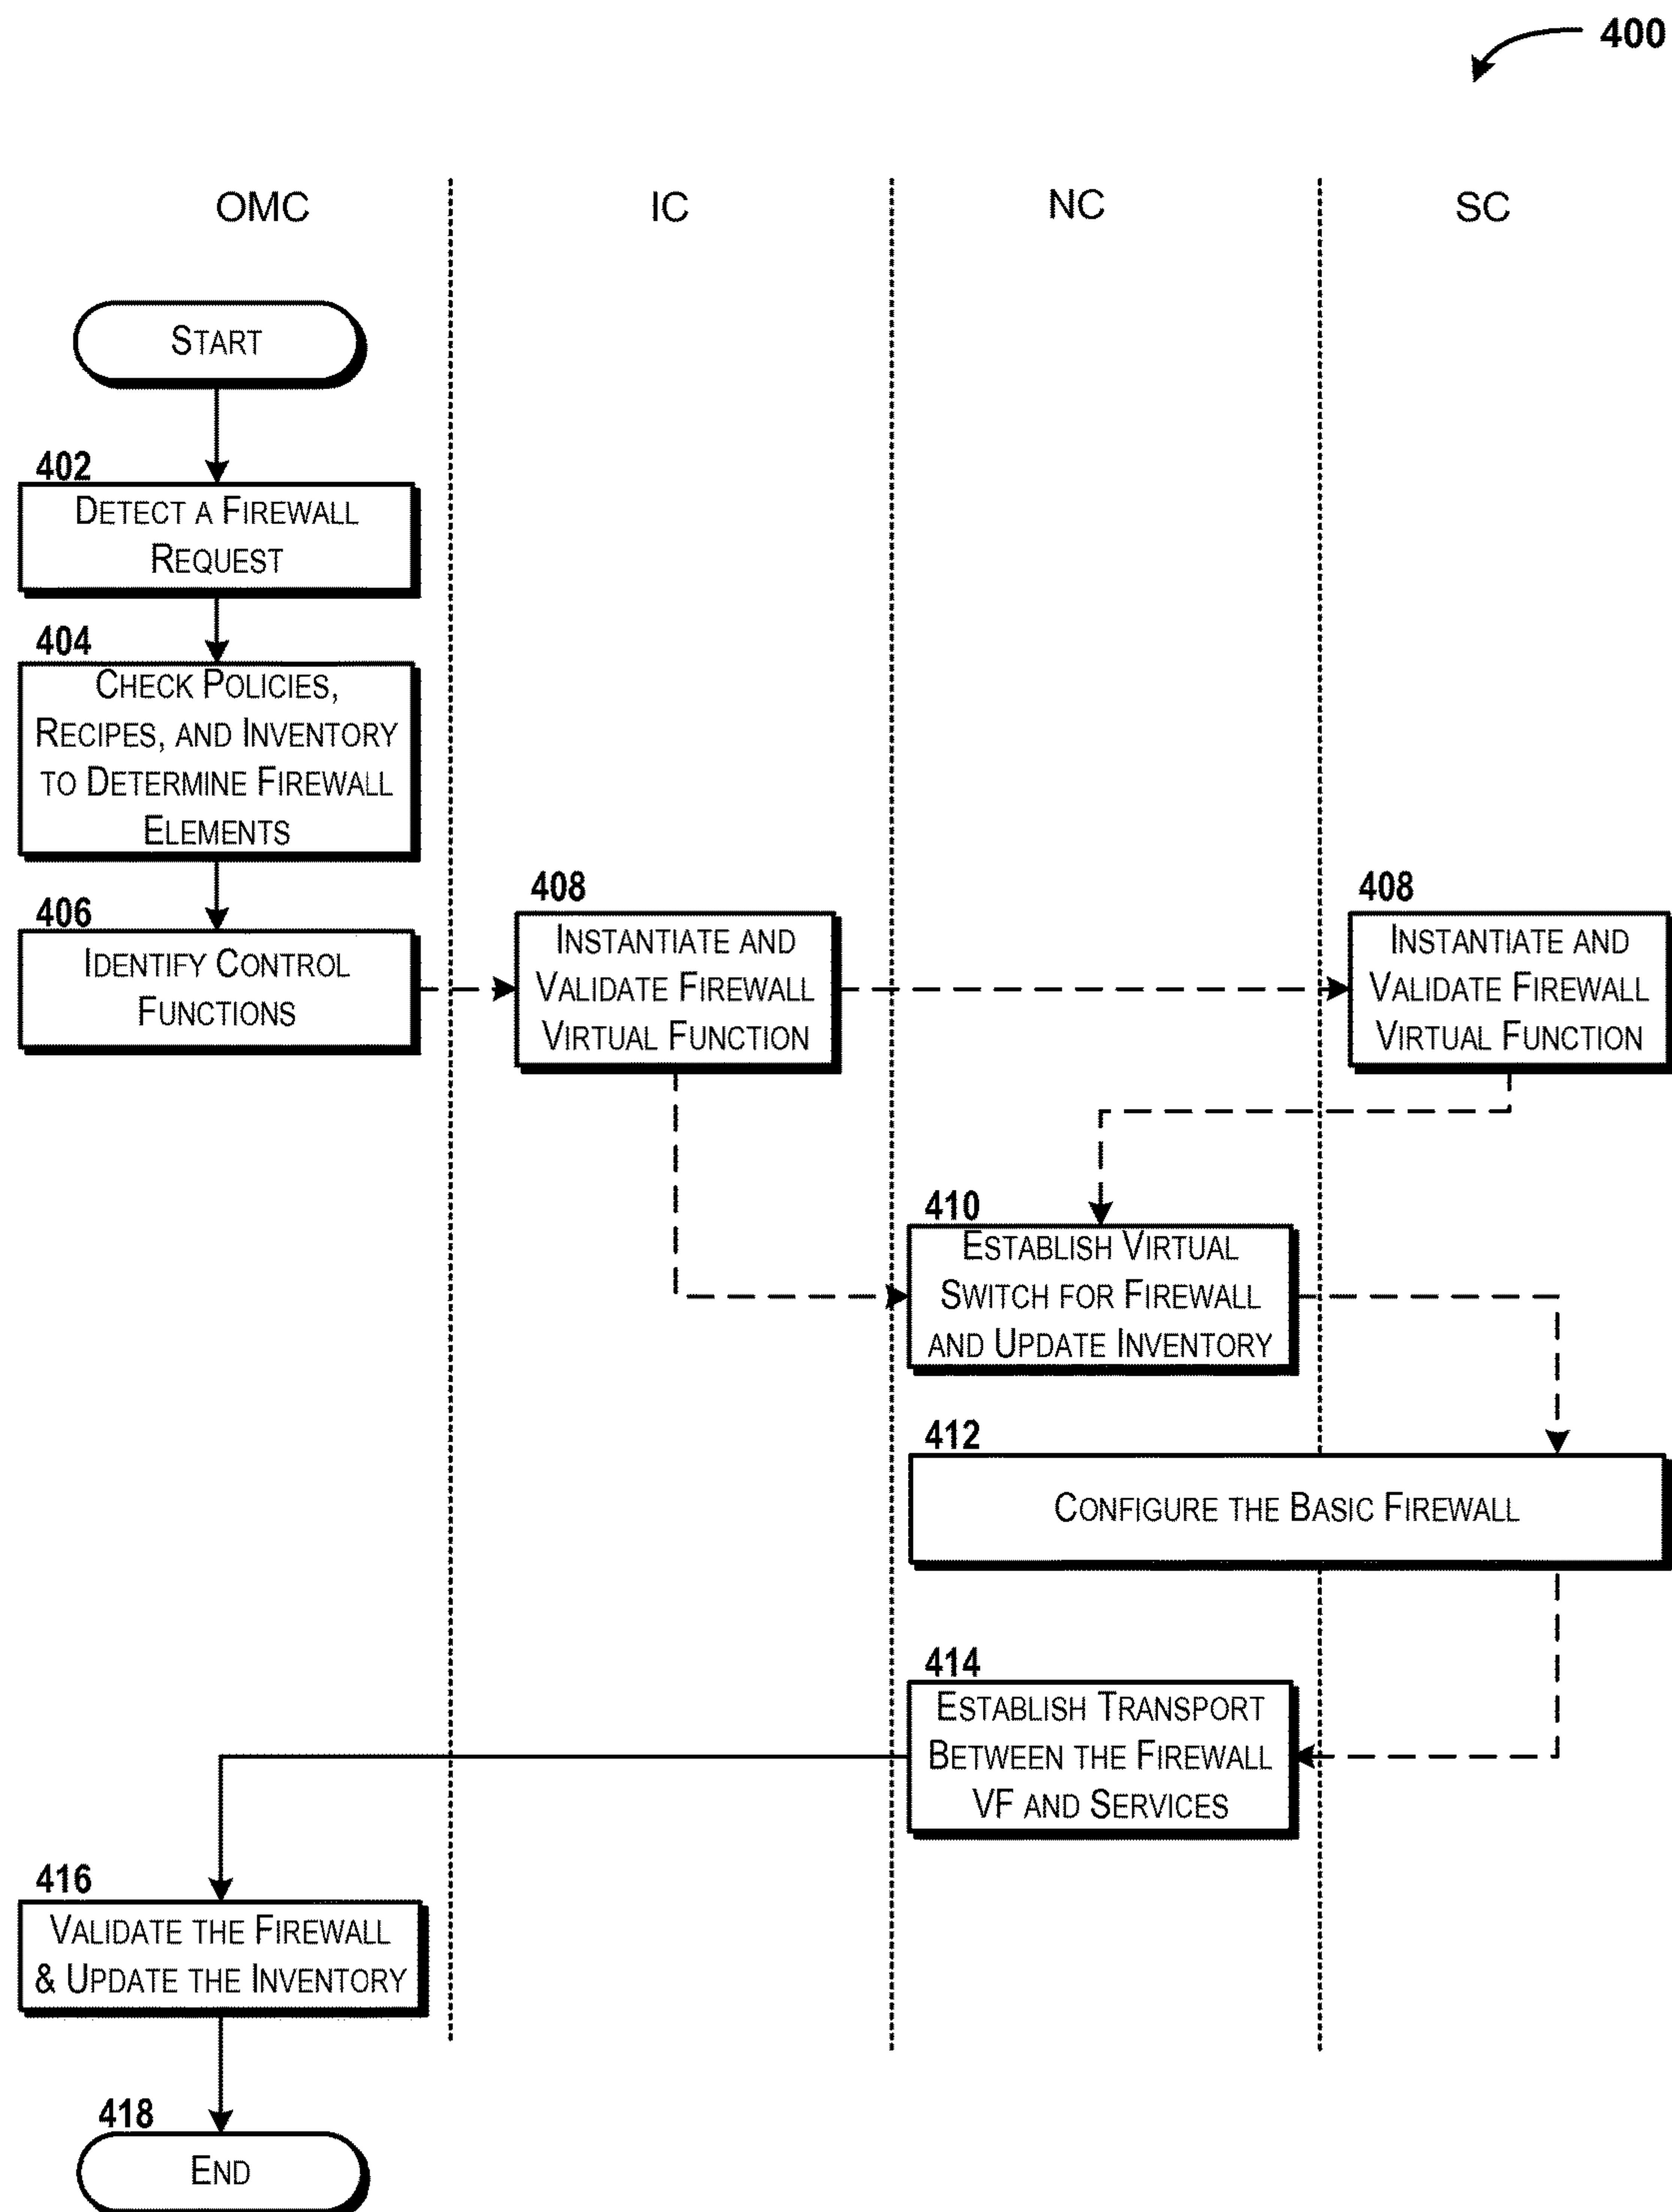 400
OMC
IC
NC
SC
START
402
DETECT A FIREWALL
REQUEST
404
CHECK POLICIES,
RECIPES, AND INVENTORY
TO DETERMINE FIREWALL
ELEMENTS
406
IDENTIFY CONTROL
FUNCTIONS
408
INSTANTIATE AND
VALIDATE FIREWALL
VIRTUAL FUNCTION
408
INSTANTIATE AND
VALIDATE FIREWALL
VIRTUAL FUNCTION
410
ESTABLISH VIRTUAL
SWITCH FOR FIREWALL
AND UPDATE INVENTORY
412
CONFIGURE THE BASIC FIREWALL
414
ESTABLISH TRANSPORT
BETWEEN THE FIREWALL
VF AND SERVICES
416
VALIDATE THE FIREWALL
& UPDATE THE INVENTORY
418
END